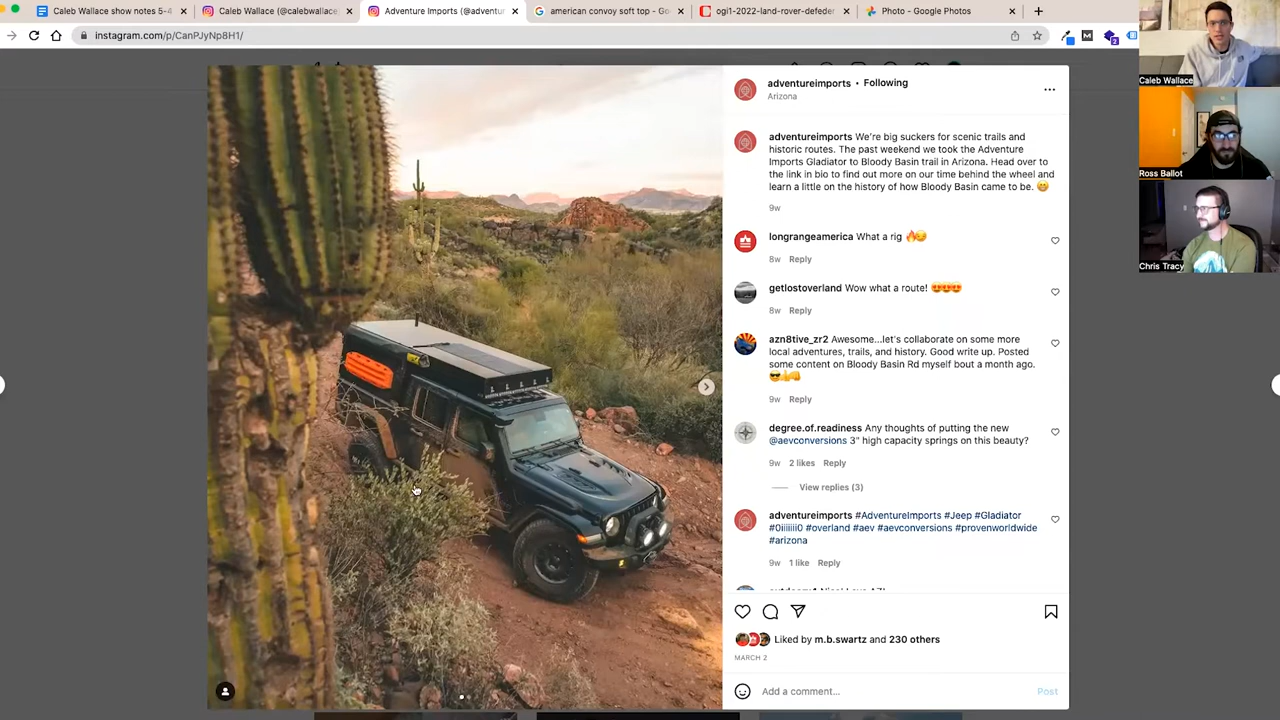 Caleb Wallace show notes 5-4
Caleb Wallace (@calebwallace_
Adventure Imports (@adventur
american convoy soft top - Go
ogi1-2022-land-rover-defeder
Photo - Google Photos
instagram.com/p/CanPJyNp8H1/
Caleb Wallace
Ross Ballot
Chris Tracy
adventureimports • Following
Arizona
adventureimports We're big suckers for scenic trails and
historic routes. The past weekend we took the Adventure
Imports Gladiator to Bloody Basin trail in Arizona. Head over to
the link in bio to find out more on our time behind the wheel and
learn a little on the history of how Bloody Basin came to be. 😁
9w
longrangeamerica What a rig 🔥😏
8w Reply
getlostoverland Wow what a route! 😍😍😍
8w Reply
azn8tive_zr2 Awesome...let's collaborate on some more
local adventures, trails, and history. Good write up. Posted
some content on Bloody Basin Rd myself bout a month ago.
9w Reply
degree.of.readiness Any thoughts of putting the new
@aevconversions 3" high capacity springs on this beauty?
9w 2 likes Reply
View replies (3)
adventureimports #AdventureImports #Jeep #Gladiator
#0iiiiiii0 #overland #aev #aevconversions #provenworldwide
#arizona
9w 1 like Reply
Liked by m.b.swartz and 230 others
MARCH 2
Add a comment...
Post